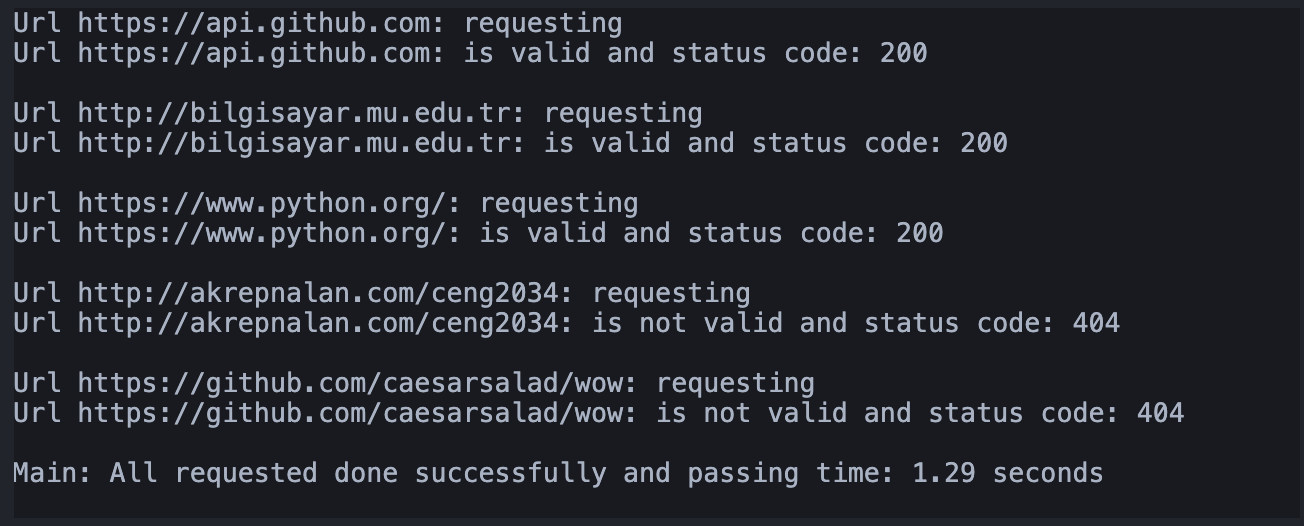 Url https://api.github.com: requesting
Url https://api.github.com: is valid and status code: 200
Url http://bilgisayar.mu.edu.tr: requesting
Url http://bilgisayar.mu.edu.tr: is valid and status code: 200
Url https://www.python.org/: requesting
Url https://www.python.org/: is valid and status code: 200
Url http://akrepnalan.com/ceng2034: requesting
Url http://akrepnalan.com/ceng2034: is not valid and status code: 404
Url https://github.com/caesarsalad/wow: requesting
Url https://github.com/caesarsalad/wow: is not valid and status code: 404
Main: All requested done successfully and passing time: 1.29 seconds